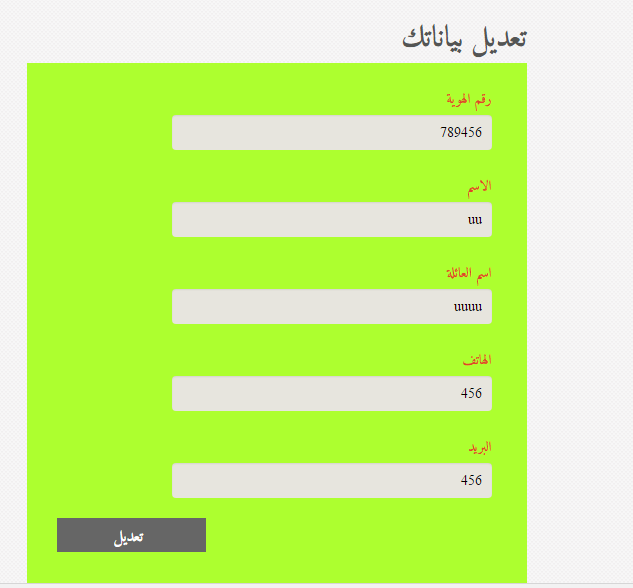 تعديل بياناتك
رقم الهوية
789456
الاسم
uu
اسم العائلة
uuuu
الهاتف
456
البريد
456
تعديل